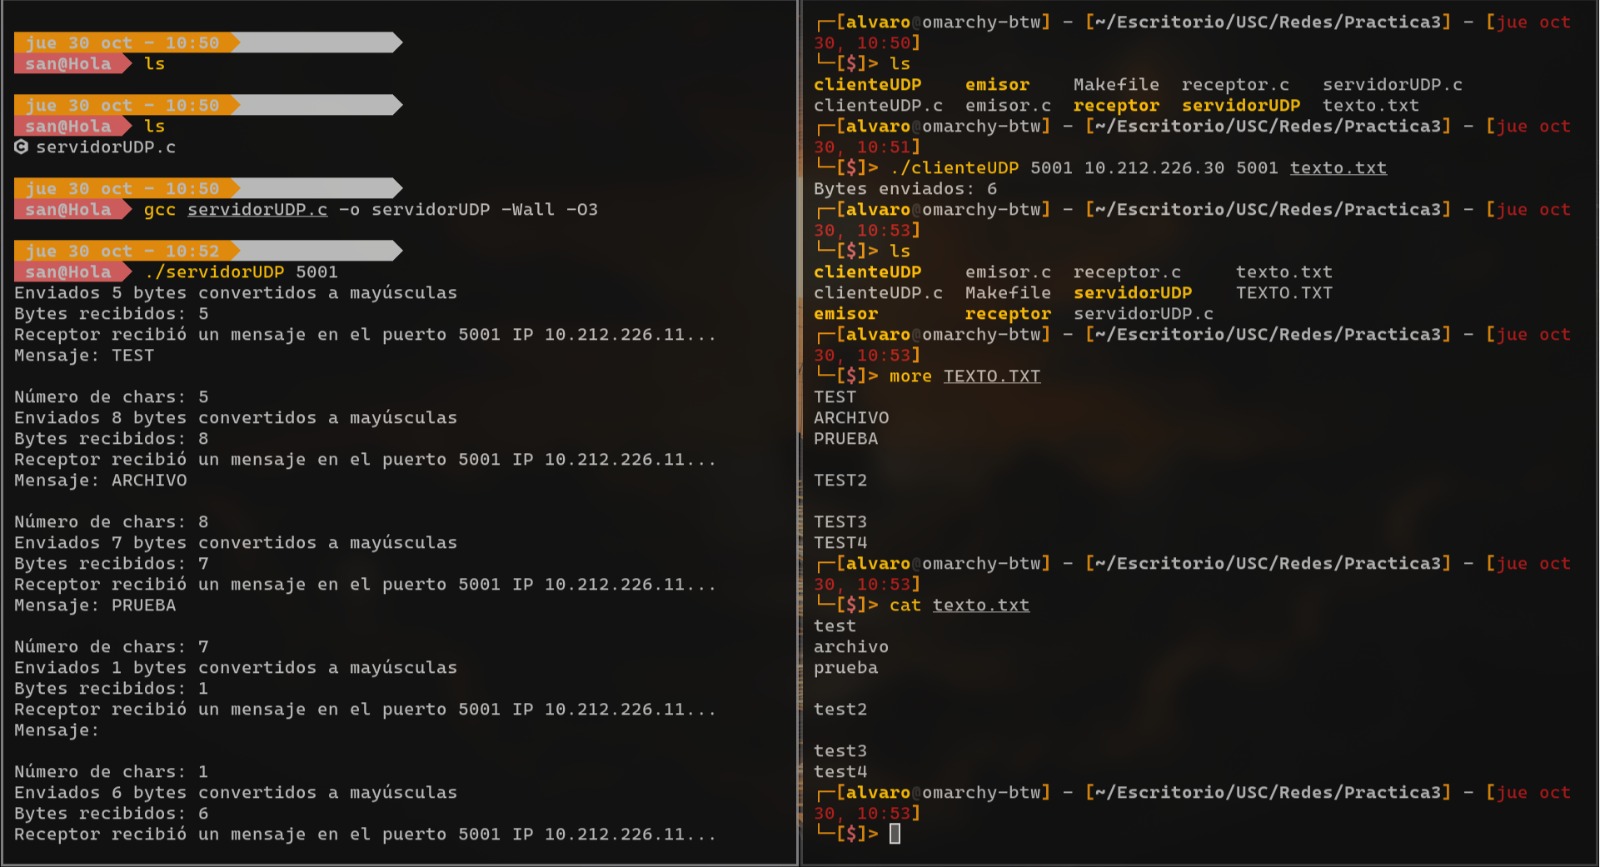 jue 30 oct - 10:50
san@Hola ls
jue 30 oct - 10:50
san@Hola ls
servidorUDP.c
jue 30 oct - 10:50
san@Hola gcc servidorUDP.c -o servidorUDP -Wall -O3
jue 30 oct - 10:52
san@Hola ./servidorUDP 5001
Enviados 5 bytes convertidos a mayúsculas
Bytes recibidos: 5
Receptor recibió un mensaje en el puerto 5001 IP 10.212.226.11...
Mensaje: TEST
Número de chars: 5
Enviados 8 bytes convertidos a mayúsculas
Bytes recibidos: 8
Receptor recibió un mensaje en el puerto 5001 IP 10.212.226.11...
Mensaje: ARCHIVO
Número de chars: 8
Enviados 7 bytes convertidos a mayúsculas
Bytes recibidos: 7
Receptor recibió un mensaje en el puerto 5001 IP 10.212.226.11...
Mensaje: PRUEBA
Número de chars: 7
Enviados 1 bytes convertidos a mayúsculas
Bytes recibidos: 1
Receptor recibió un mensaje en el puerto 5001 IP 10.212.226.11...
Mensaje:
Número de chars: 1
Enviados 6 bytes convertidos a mayúsculas
Bytes recibidos: 6
Receptor recibió un mensaje en el puerto 5001 IP 10.212.226.11...
┌─[alvaro@omarchy-btw] - [~/Escritorio/USC/Redes/Practica3] - [jue oct
30, 10:50]
└─[$]> ls
clienteUDP emisor Makefile receptor.c servidorUDP.c
clienteUDP.c emisor.c receptor servidorUDP texto.txt
┌─[alvaro@omarchy-btw] - [~/Escritorio/USC/Redes/Practica3] - [jue oct
30, 10:51]
└─[$]> ./clienteUDP 5001 10.212.226.30 5001 texto.txt
Bytes enviados: 6
┌─[alvaro@omarchy-btw] - [~/Escritorio/USC/Redes/Practica3] - [jue oct
30, 10:53]
└─[$]> ls
clienteUDP emisor.c receptor.c texto.txt
clienteUDP.c Makefile servidorUDP TEXTO.TXT
emisor receptor servidorUDP.c
┌─[alvaro@omarchy-btw] - [~/Escritorio/USC/Redes/Practica3] - [jue oct
30, 10:53]
└─[$]> more TEXTO.TXT
TEST
ARCHIVO
PRUEBA
TEST2
TEST3
TEST4
┌─[alvaro@omarchy-btw] - [~/Escritorio/USC/Redes/Practica3] - [jue oct
30, 10:53]
└─[$]> cat texto.txt
test
archivo
prueba
test2
test3
test4
┌─[alvaro@omarchy-btw] - [~/Escritorio/USC/Redes/Practica3] - [jue oct
30, 10:53]
└─[$]>